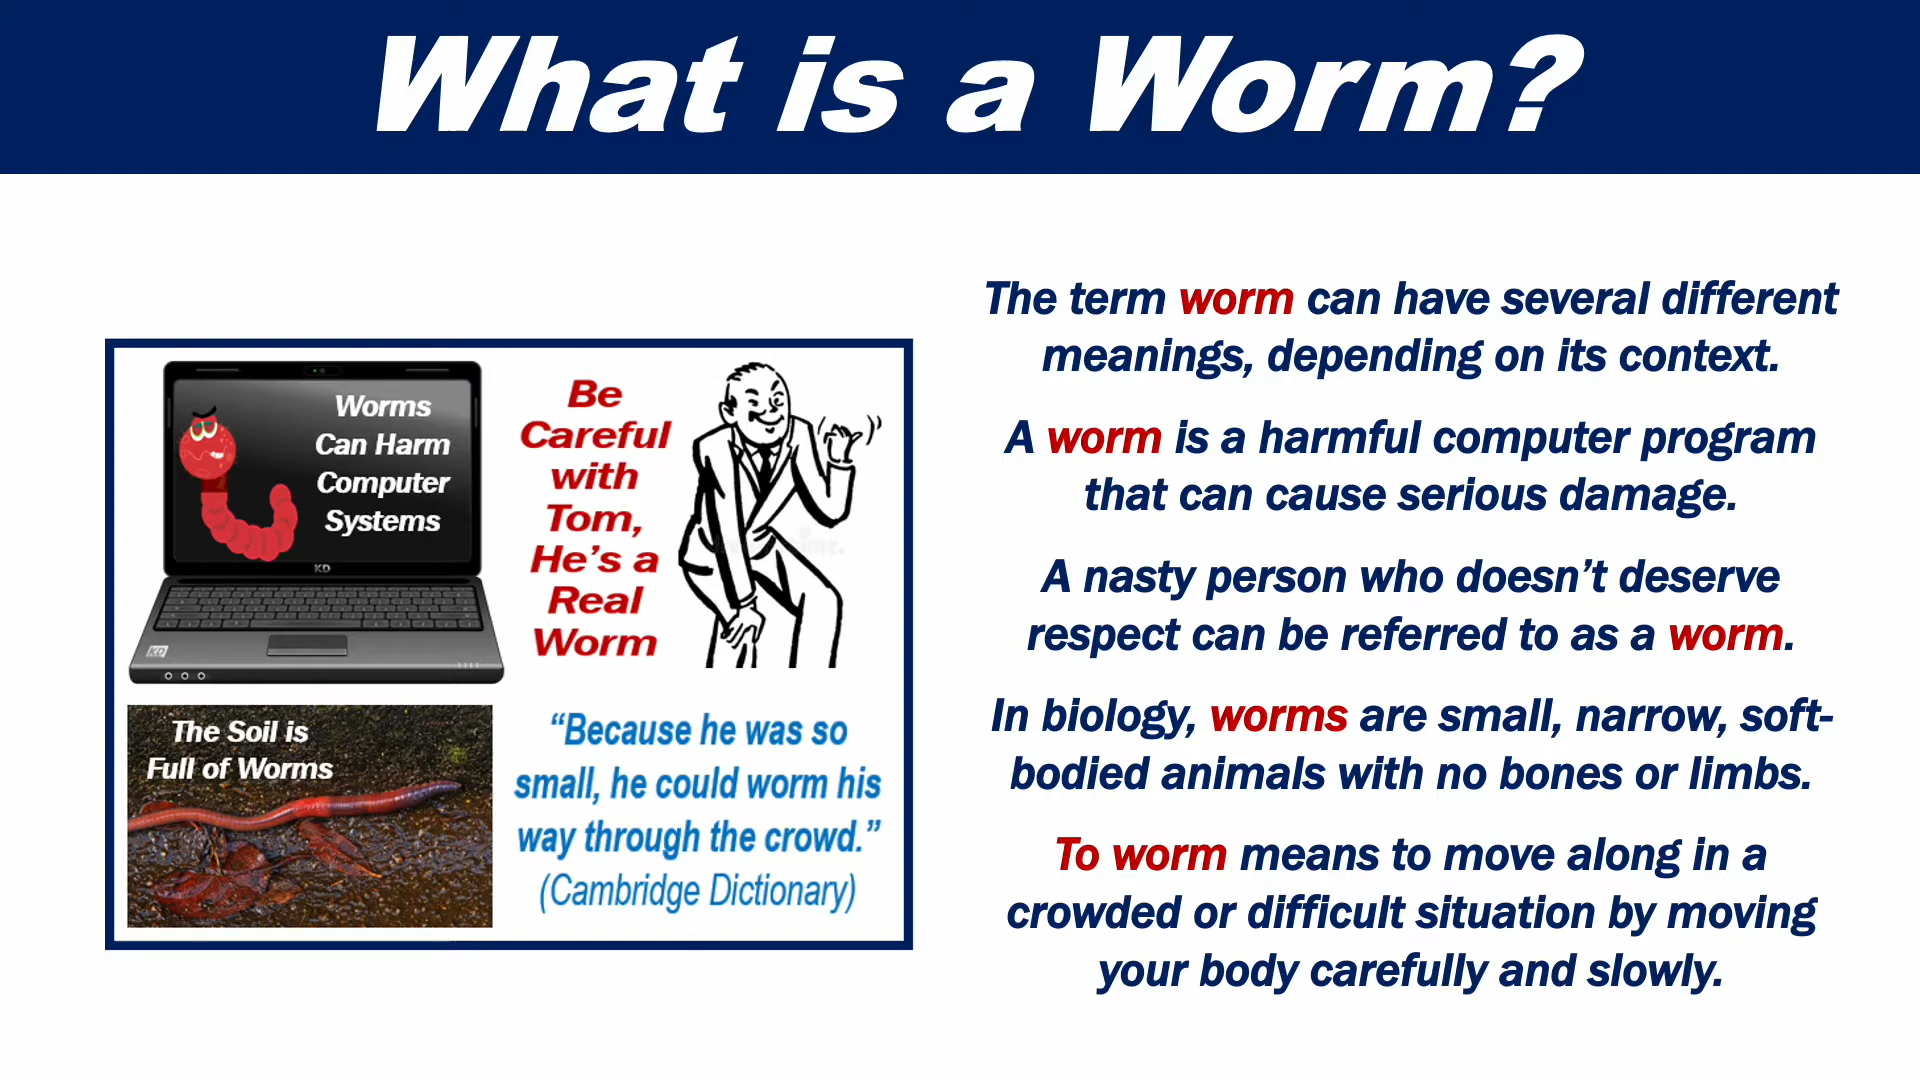 What is a Worm?
Worms
Can Harm
Computer
Systems
KD
KD
Be
Careful
with
Tom,
He’s a
Real
Worm
The Soil is
Full of Worms
“Because he was so
small, he could worm his
way through the crowd.”
(Cambridge Dictionary)
The term worm can have several different
meanings, depending on its context.
A worm is a harmful computer program
that can cause serious damage.
A nasty person who doesn’t deserve
respect can be referred to as a worm.
In biology, worms are small, narrow, soft-
bodied animals with no bones or limbs.
To worm means to move along in a
crowded or difficult situation by moving
your body carefully and slowly.